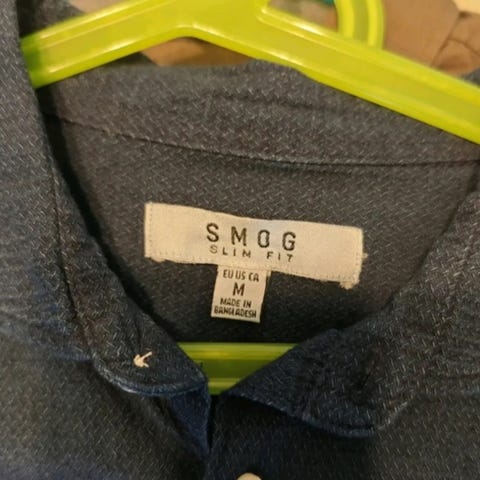 SMOG
SLIM FIT
EU US CA
M
MADE IN
BANGLADESH